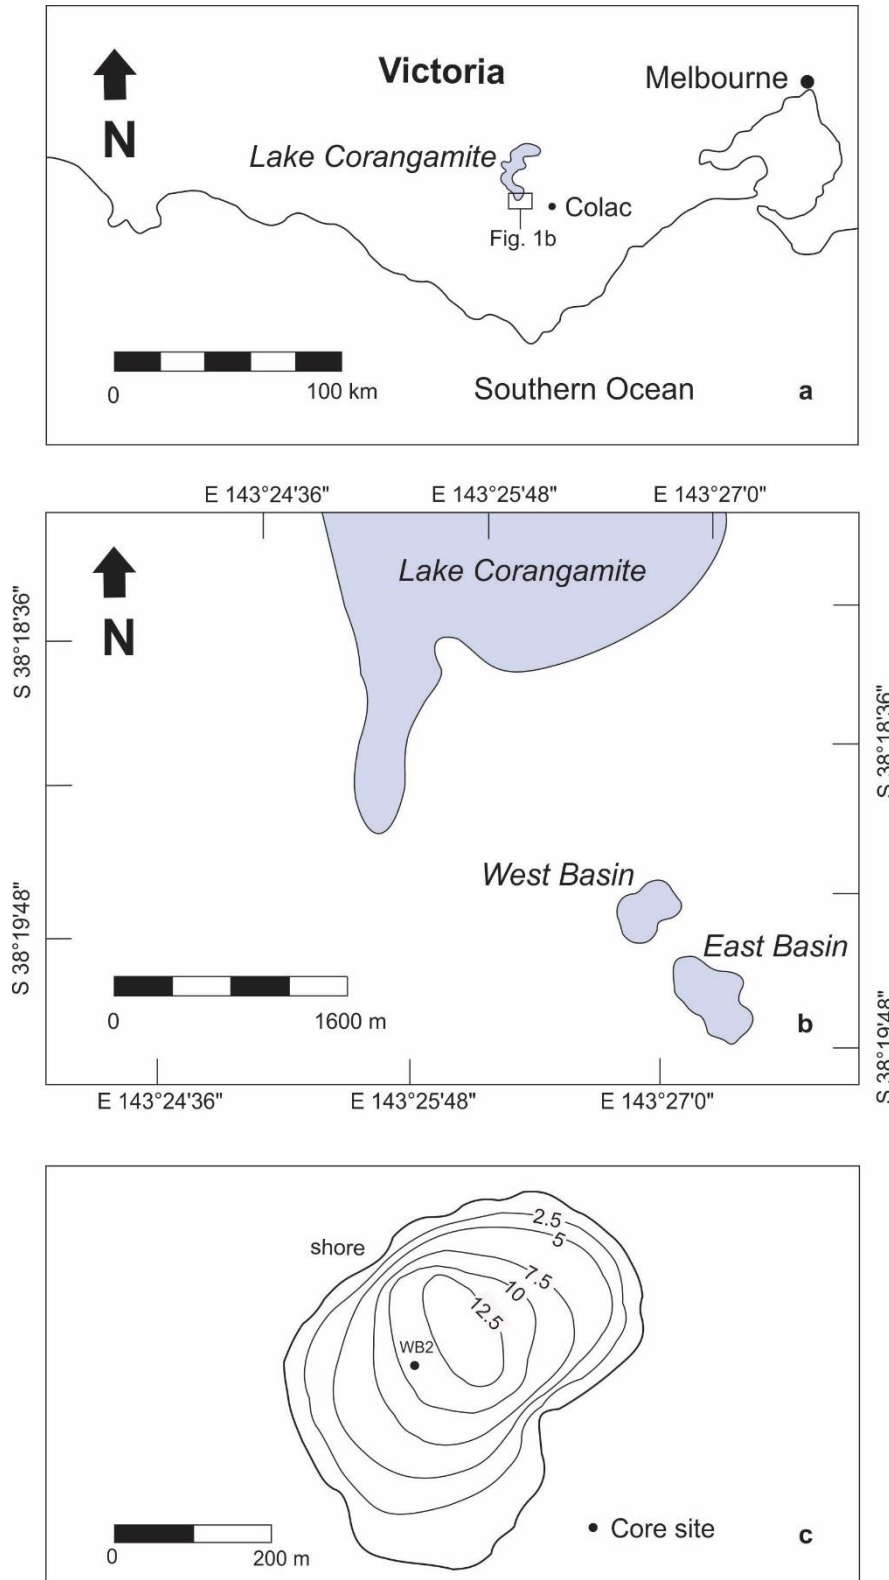 Victoria
Melbourne
N
Lake Corangamite
Colac
Fig. 1b
0
100 km
Southern Ocean
a
E 143°24'36"
E 143°25'48"
E 143°27'0"
Lake Corangamite
N
S 38°18'36"
S 38°18'36"
West Basin
East Basin
S 38°19'48"
0
1600 m
b
S 38°19'48"
E 143°24'36"
E 143°25'48"
E 143°27'0"
2.5
shore
5
7.5
10
12.5
WB2
Core site
c
0
200 m